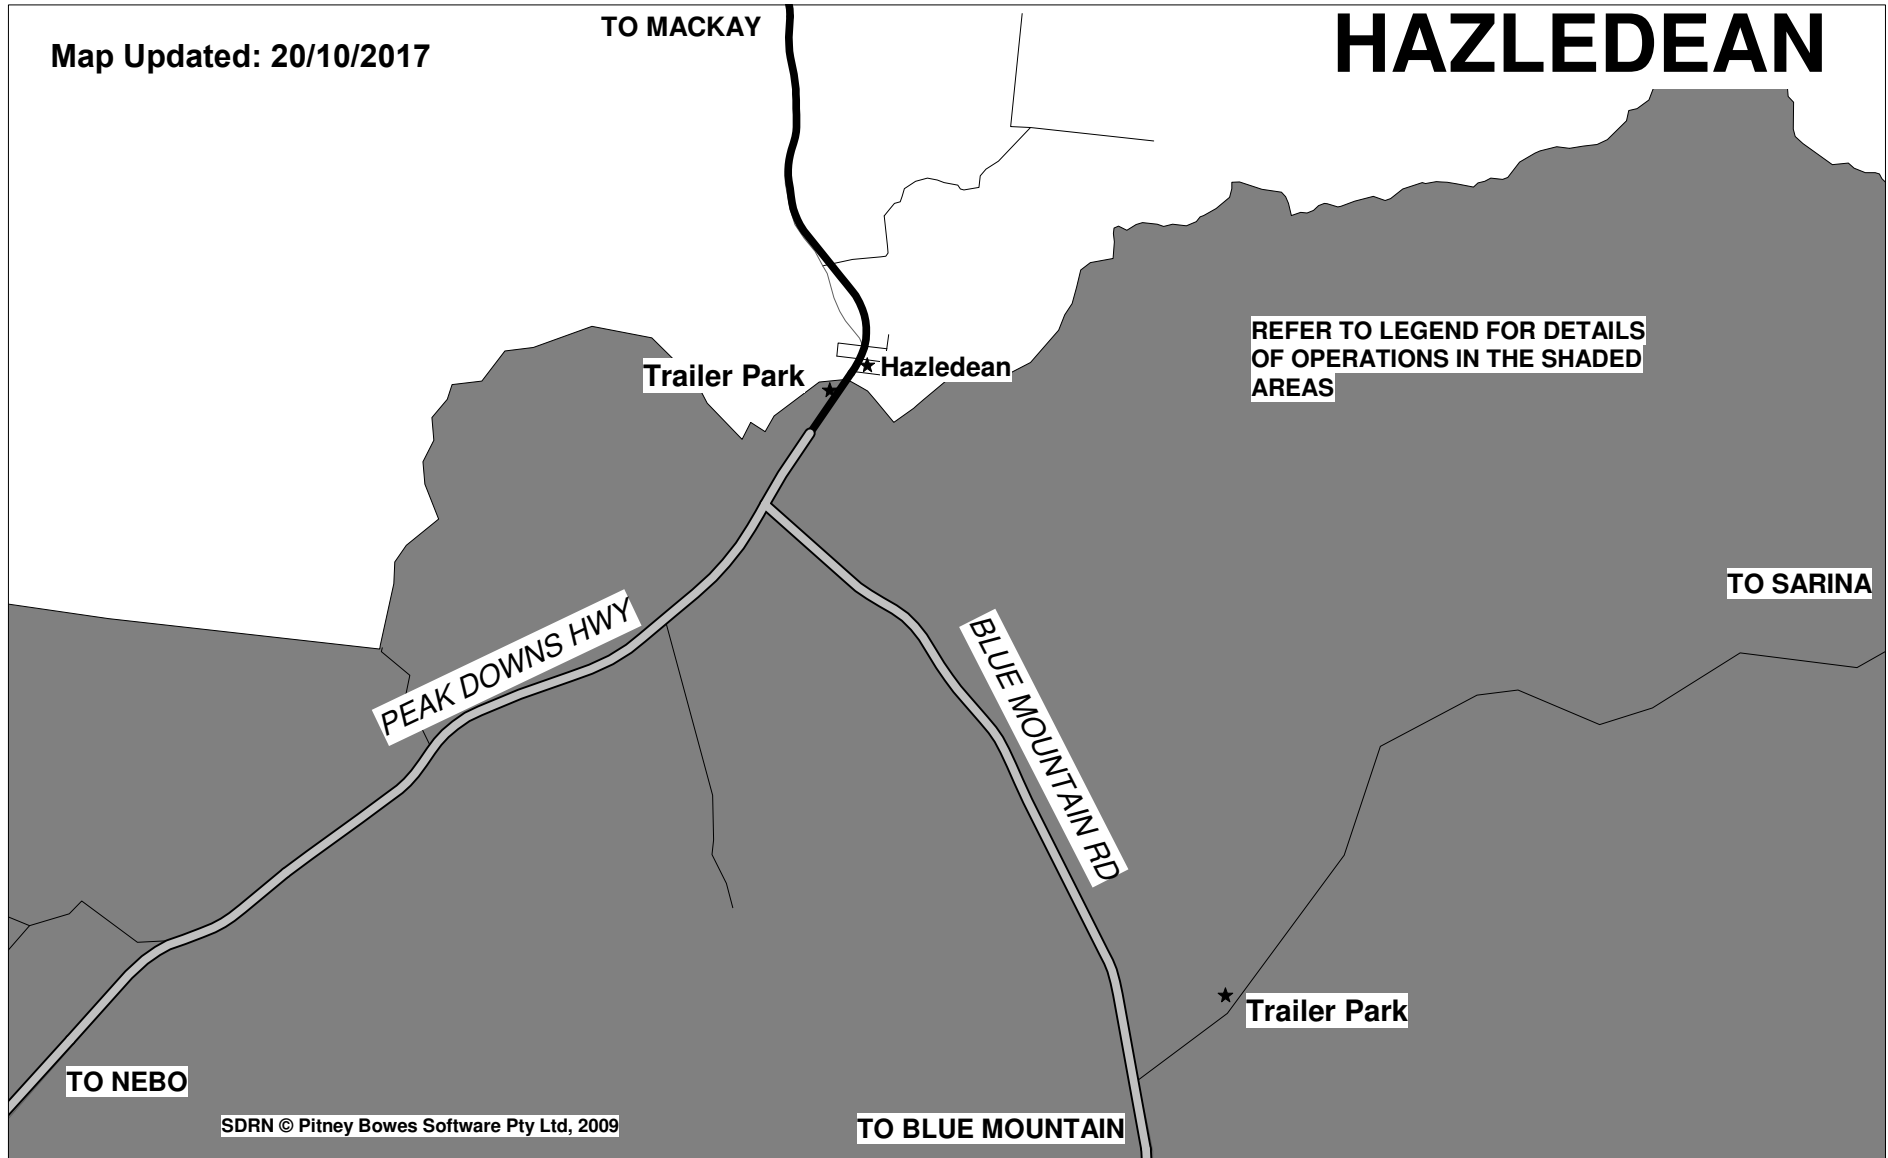 TO MACKAY
HAZLEDEAN
Map Updated: 20/10/2017
REFER TO LEGEND FOR DETAILS
OF OPERATIONS IN THE SHADED
AREAS
Trailer Park
Hazledean
TO SARINA
PEAK DOWNS HWY
BLUE MOUNTAIN RD
Trailer Park
TO NEBO
SDRN © Pitney Bowes Software Pty Ltd, 2009
TO BLUE MOUNTAIN